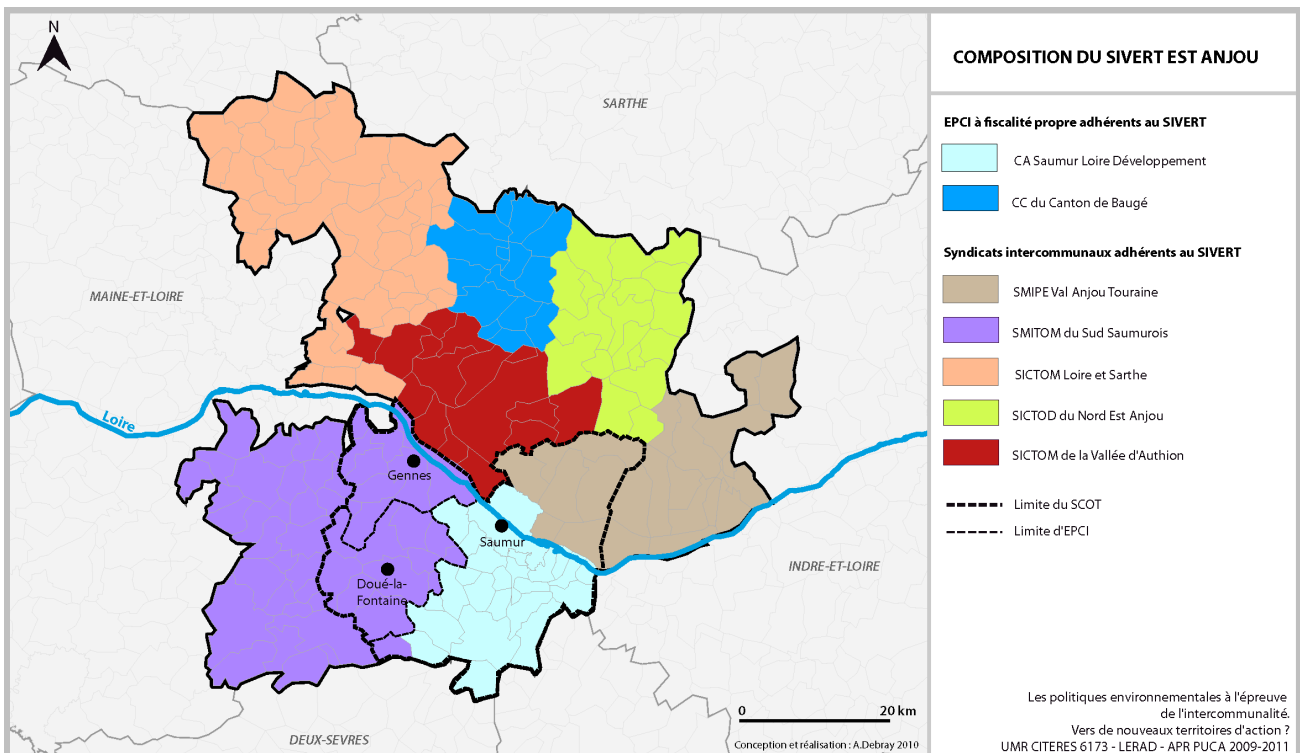 N
SARTHE
MAINE-ET-LOIRE
Loire
Gennes
Saumur
Doué-la-
Fontaine
INDRE-ET-LOIRE
DEUX-SEVRES
0 20 km
Conception et réalisation : A.Debray 2010
COMPOSITION DU SIVERT EST ANJOU
EPCI à fiscalité propre adhérents au SIVERT
CA Saumur Loire Développement
CC du Canton de Baugé
Syndicats intercommunaux adhérents au SIVERT
SMIPE Val Anjou Touraine
SMITOM du Sud Saumurois
SICTOM Loire et Sarthe
SICTOD du Nord Est Anjou
SICTOM de la Vallée d'Authion
Limite du SCOT
Limite d'EPCI
Les politiques environnementales à l'épreuve
de l'intercommunalité.
Vers de nouveaux territoires d'action ?
UMR CITERES 6173 - LERAD - APR PUCA 2009-2011